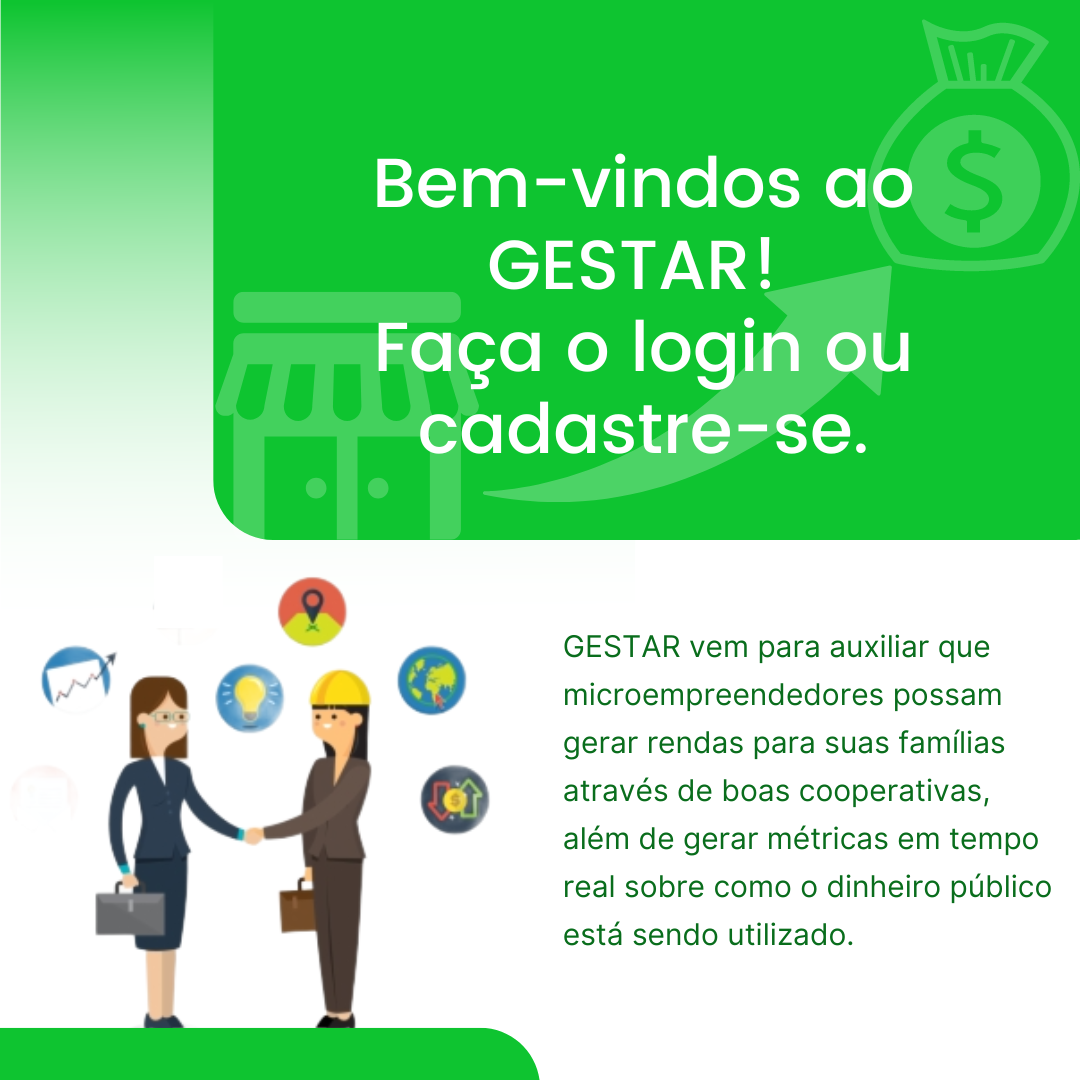 Bem-vindos ao
GESTAR!
Faça o login ou
cadastre-se.
GESTAR vem para auxiliar que
microempreendedores possam
gerar rendas para suas famílias
através de boas cooperativas,
além de gerar métricas em tempo
real sobre como o dinheiro público
está sendo utilizado.